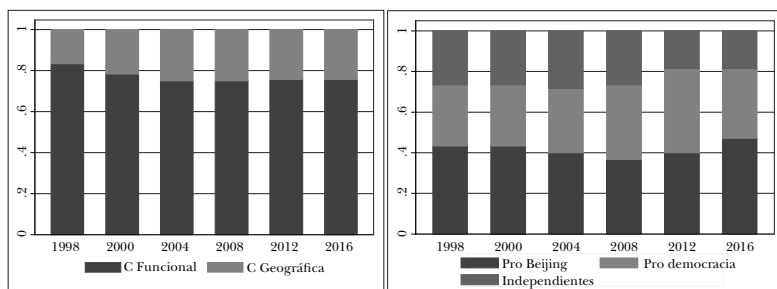 1
.8
.6
.4
.2
0
1998 2000 2004 2008 2012 2016
C Funcional C Geográfica
1
.8
.6
.4
.2
0
1998 2000 2004 2008 2012 2016
Pro Beijing Pro democracia
Independientes